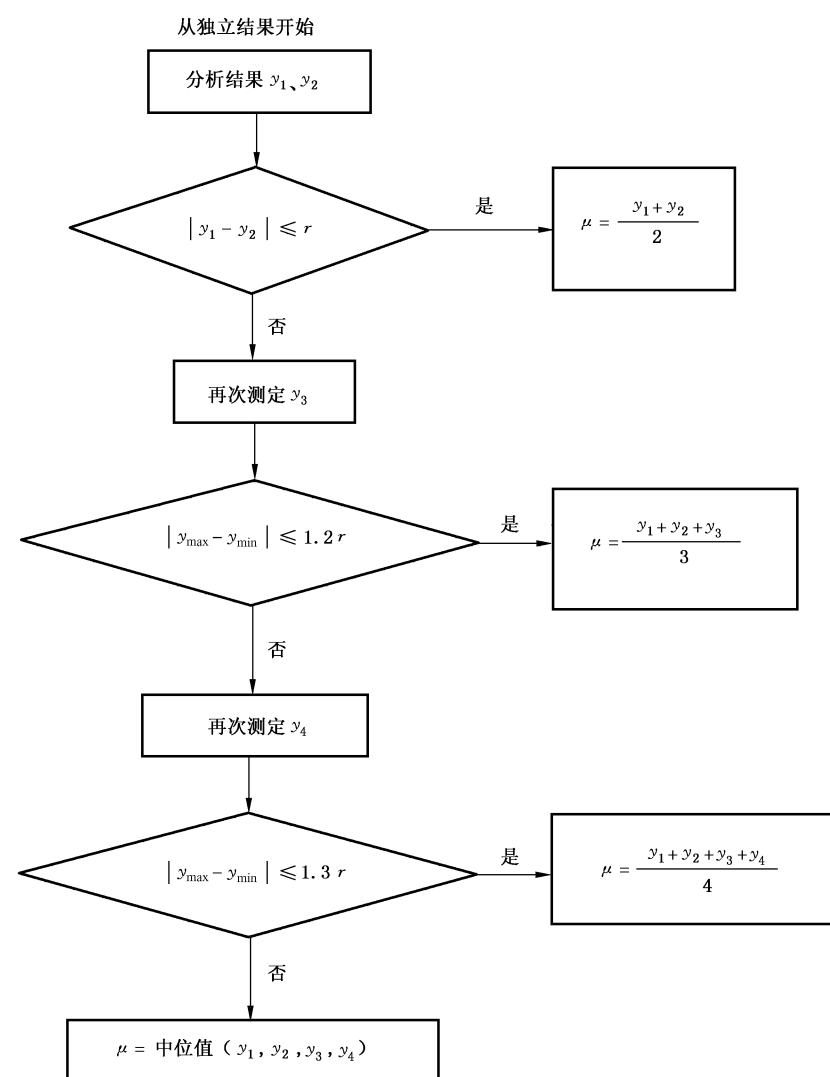 从独立结果开始
分析结果 y₁、y₂
|y₁－y₂|≤r
是
μ＝(y₁＋y₂)/2
否
再次测定 y₃
|ymax－ymin|≤1.2r
是
μ＝(y₁＋y₂＋y₃)/3
否
再次测定 y₄
|ymax－ymin|≤1.3 r
是
μ＝(y₁＋y₂＋y₃＋y₄)/4
否
μ＝中位值（y₁，y₂，y₃，y₄）